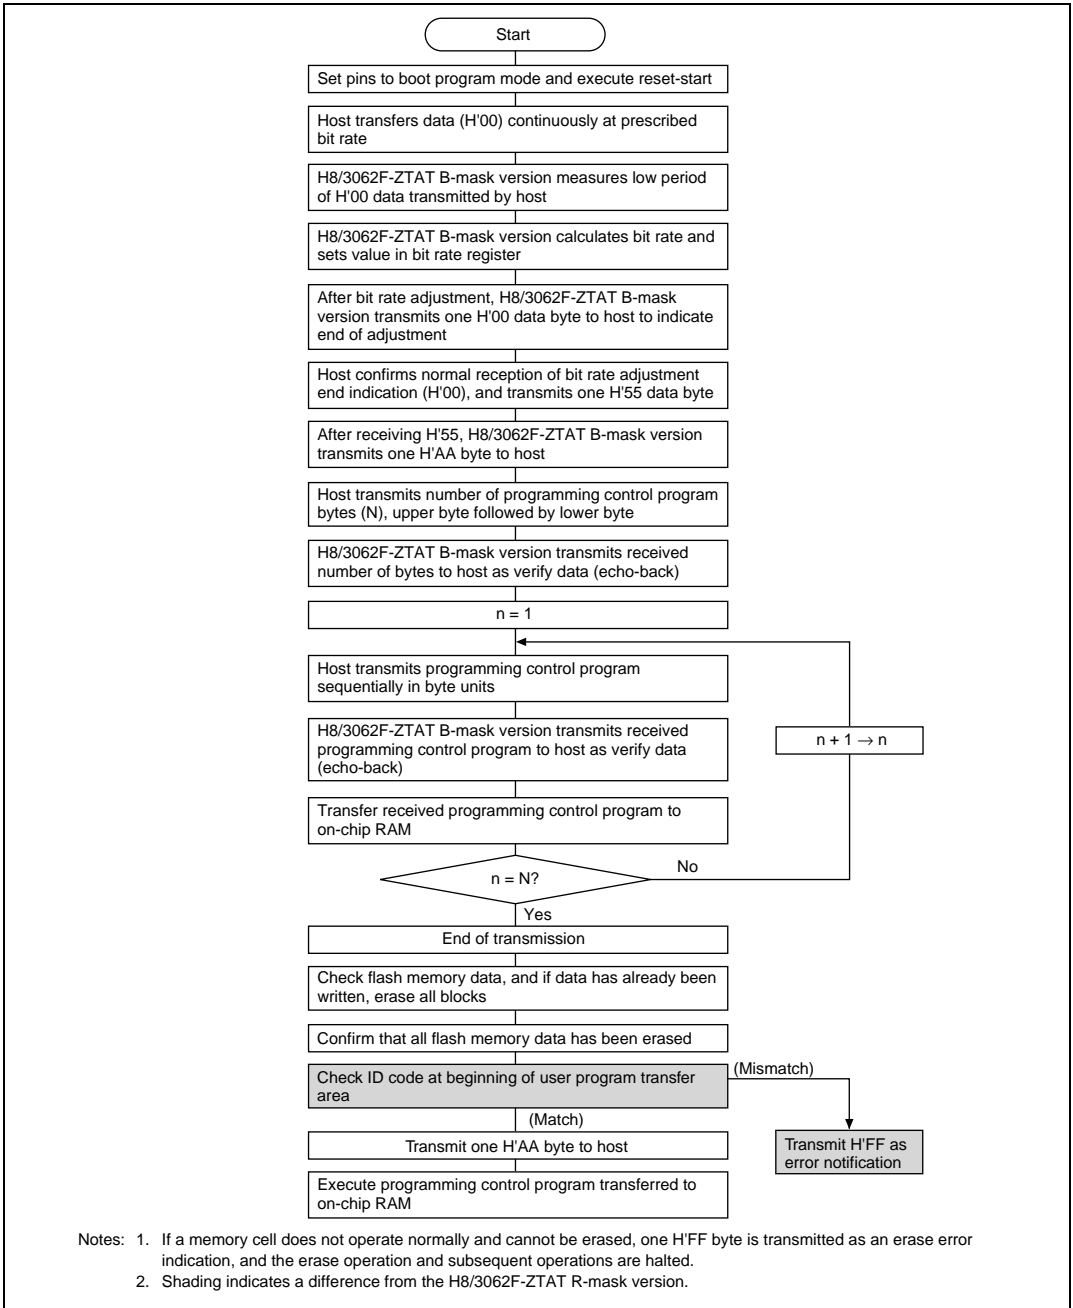 Start
Set pins to boot program mode and execute reset-start
Host transfers data (H'00) continuously at prescribed
bit rate
H8/3062F-ZTAT B-mask version measures low period
of H'00 data transmitted by host
H8/3062F-ZTAT B-mask version calculates bit rate and
sets value in bit rate register
After bit rate adjustment, H8/3062F-ZTAT B-mask
version transmits one H'00 data byte to host to indicate
end of adjustment
Host confirms normal reception of bit rate adjustment
end indication (H'00), and transmits one H'55 data byte
After receiving H'55, H8/3062F-ZTAT B-mask version
transmits one H'AA byte to host
Host transmits number of programming control program
bytes (N), upper byte followed by lower byte
H8/3062F-ZTAT B-mask version transmits received
number of bytes to host as verify data (echo-back)
n = 1
Host transmits programming control program
sequentially in byte units
H8/3062F-ZTAT B-mask version transmits received
programming control program to host as verify data
(echo-back)
n + 1 → n
Transfer received programming control program to
on-chip RAM
n = N?
No
Yes
End of transmission
Check flash memory data, and if data has already been
written, erase all blocks
Confirm that all flash memory data has been erased
Check ID code at beginning of user program transfer
area
(Mismatch)
(Match)
Transmit one H'AA byte to host
Transmit H'FF as
error notification
Execute programming control program transferred to
on-chip RAM
Notes: 1. If a memory cell does not operate normally and cannot be erased, one H'FF byte is transmitted as an erase error
indication, and the erase operation and subsequent operations are halted.
2. Shading indicates a difference from the H8/3062F-ZTAT R-mask version.